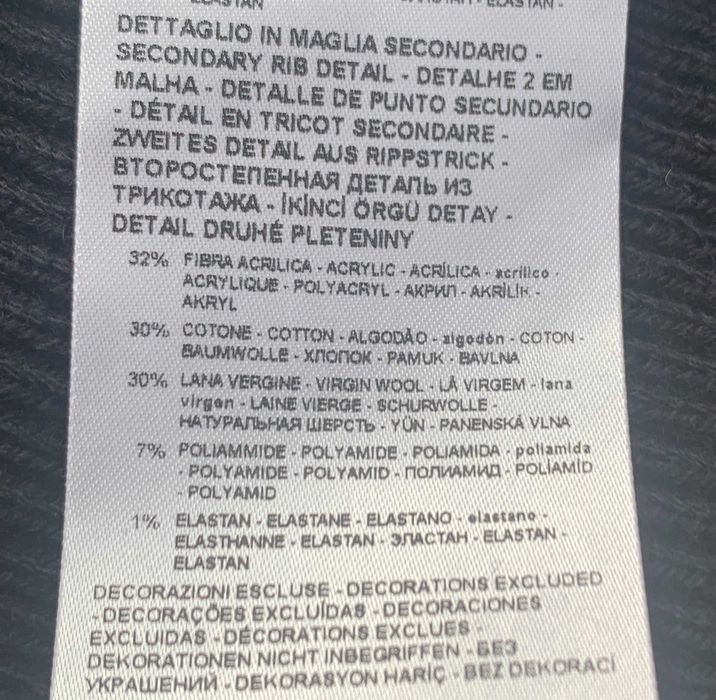 DETTAGLIO IN MAGLIA SECONDARIO -
SECONDARY RIB DETAIL - DETALHE 2 EM
MALHA - DETALLE DE PUNTO SECUNDARIO
- DÉTAIL EN TRICOT SECONDAIRE -
ZWEITES DETAIL AUS RIPPSTRICK -
ВТОРОСТЕПЕННАЯ ДЕТАЛЬ ИЗ
ТРИКОТАЖА - İKİNCİ ÖRGÜ DETAY -
DETAIL DRUHÉ PLETENINY
32% FIBRA ACRILICA - ACRYLIC - ACRÍLICA - acrílico -
ACRYLIQUE - POLYACRYL - АКРИЛ - AKRİLİK -
AKRYL
30% COTONE - COTTON - ALGODÃO - algodón - COTON -
BAUMWOLLE - ХЛОПОК - PAMUK - BAVLNA
30% LANA VERGINE - VIRGIN WOOL - LÃ VIRGEM - lana
virgen - LAINE VIERGE - SCHURWOLLE -
НАТУРАЛЬНАЯ ШЕРСТЬ - YÜN - PANENSKÁ VLNA
7% POLIAMMIDE - POLYAMIDE - POLIAMIDA - poliamida
- POLYAMIDE - POLYAMID - ПОЛИАМИД - POLİAMİD
- POLYAMID
1% ELASTAN - ELASTANE - ELASTANO - elastano -
ELASTHANNE - ELASTAN - ЭЛАСТАН - ELASTAN -
ELASTAN
DECORAZIONI ESCLUSE - DECORATIONS EXCLUDED
- DECORAÇÕES EXCLUÍDAS - DECORACIONES
EXCLUIDAS - DÉCORATIONS EXCLUES -
DEKORATIONEN NICHT INBEGRIFFEN - БЕЗ
УКРАШЕНИЙ - DEKORASYON HARİÇ - BEZ DEKORACÍ